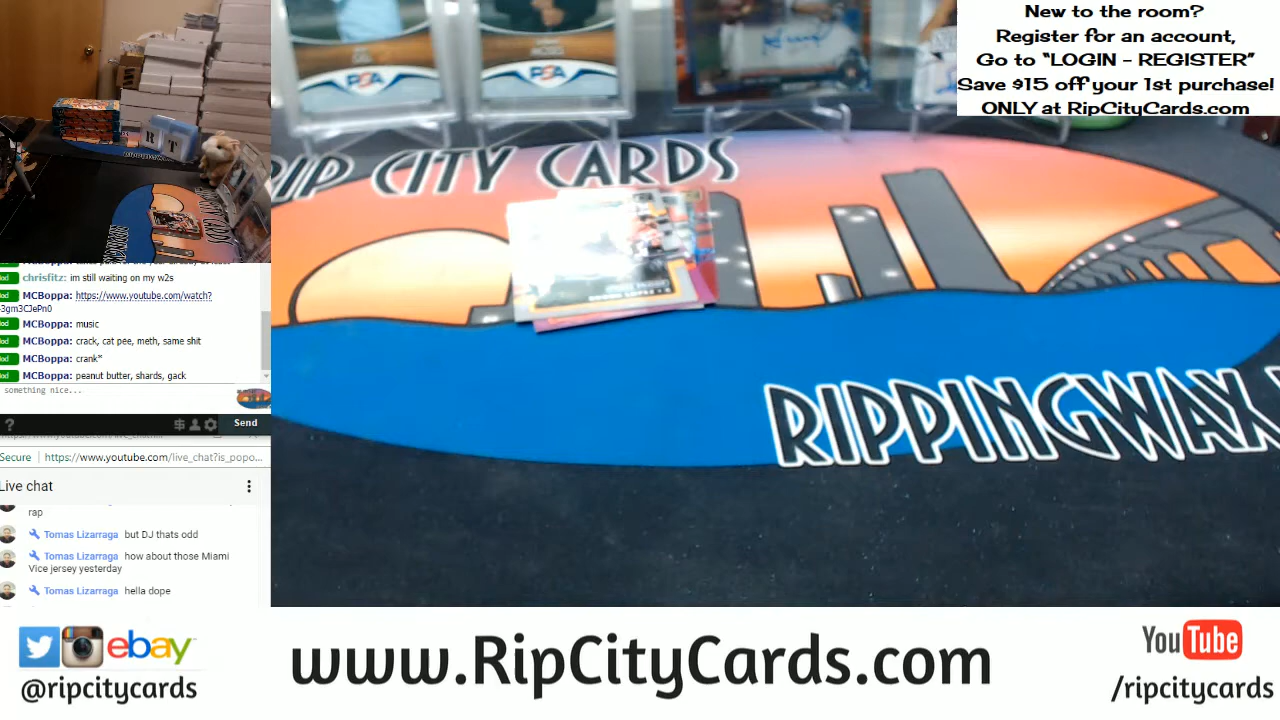 New to the room?
Register for an account,
Go to “LOGIN - REGISTER”
Save $15 off your 1st purchase!
ONLY at RipCityCards.com
PSA
PSA
RIP CITY CARDS
RIPPINGWAX
R T
chrisfitz: im still waiting on my w2s
MCBoppa: https://www.youtube.com/watch?
-3gm3CJePn0
MCBoppa: music
MCBoppa: crack, cat pee, meth, same shit
MCBoppa: crank*
MCBoppa: peanut butter, shards, gack
something nice...
?
Send
Secure https://www.youtube.com/live_chat?is_popo...
Live chat
rap
Tomas Lizarraga but DJ thats odd
Tomas Lizarraga how about those Miami
Vice jersey yesterday
Tomas Lizarraga hella dope
ebay
@ripcitycards
www.RipCityCards.com
YouTube
/ripcitycards